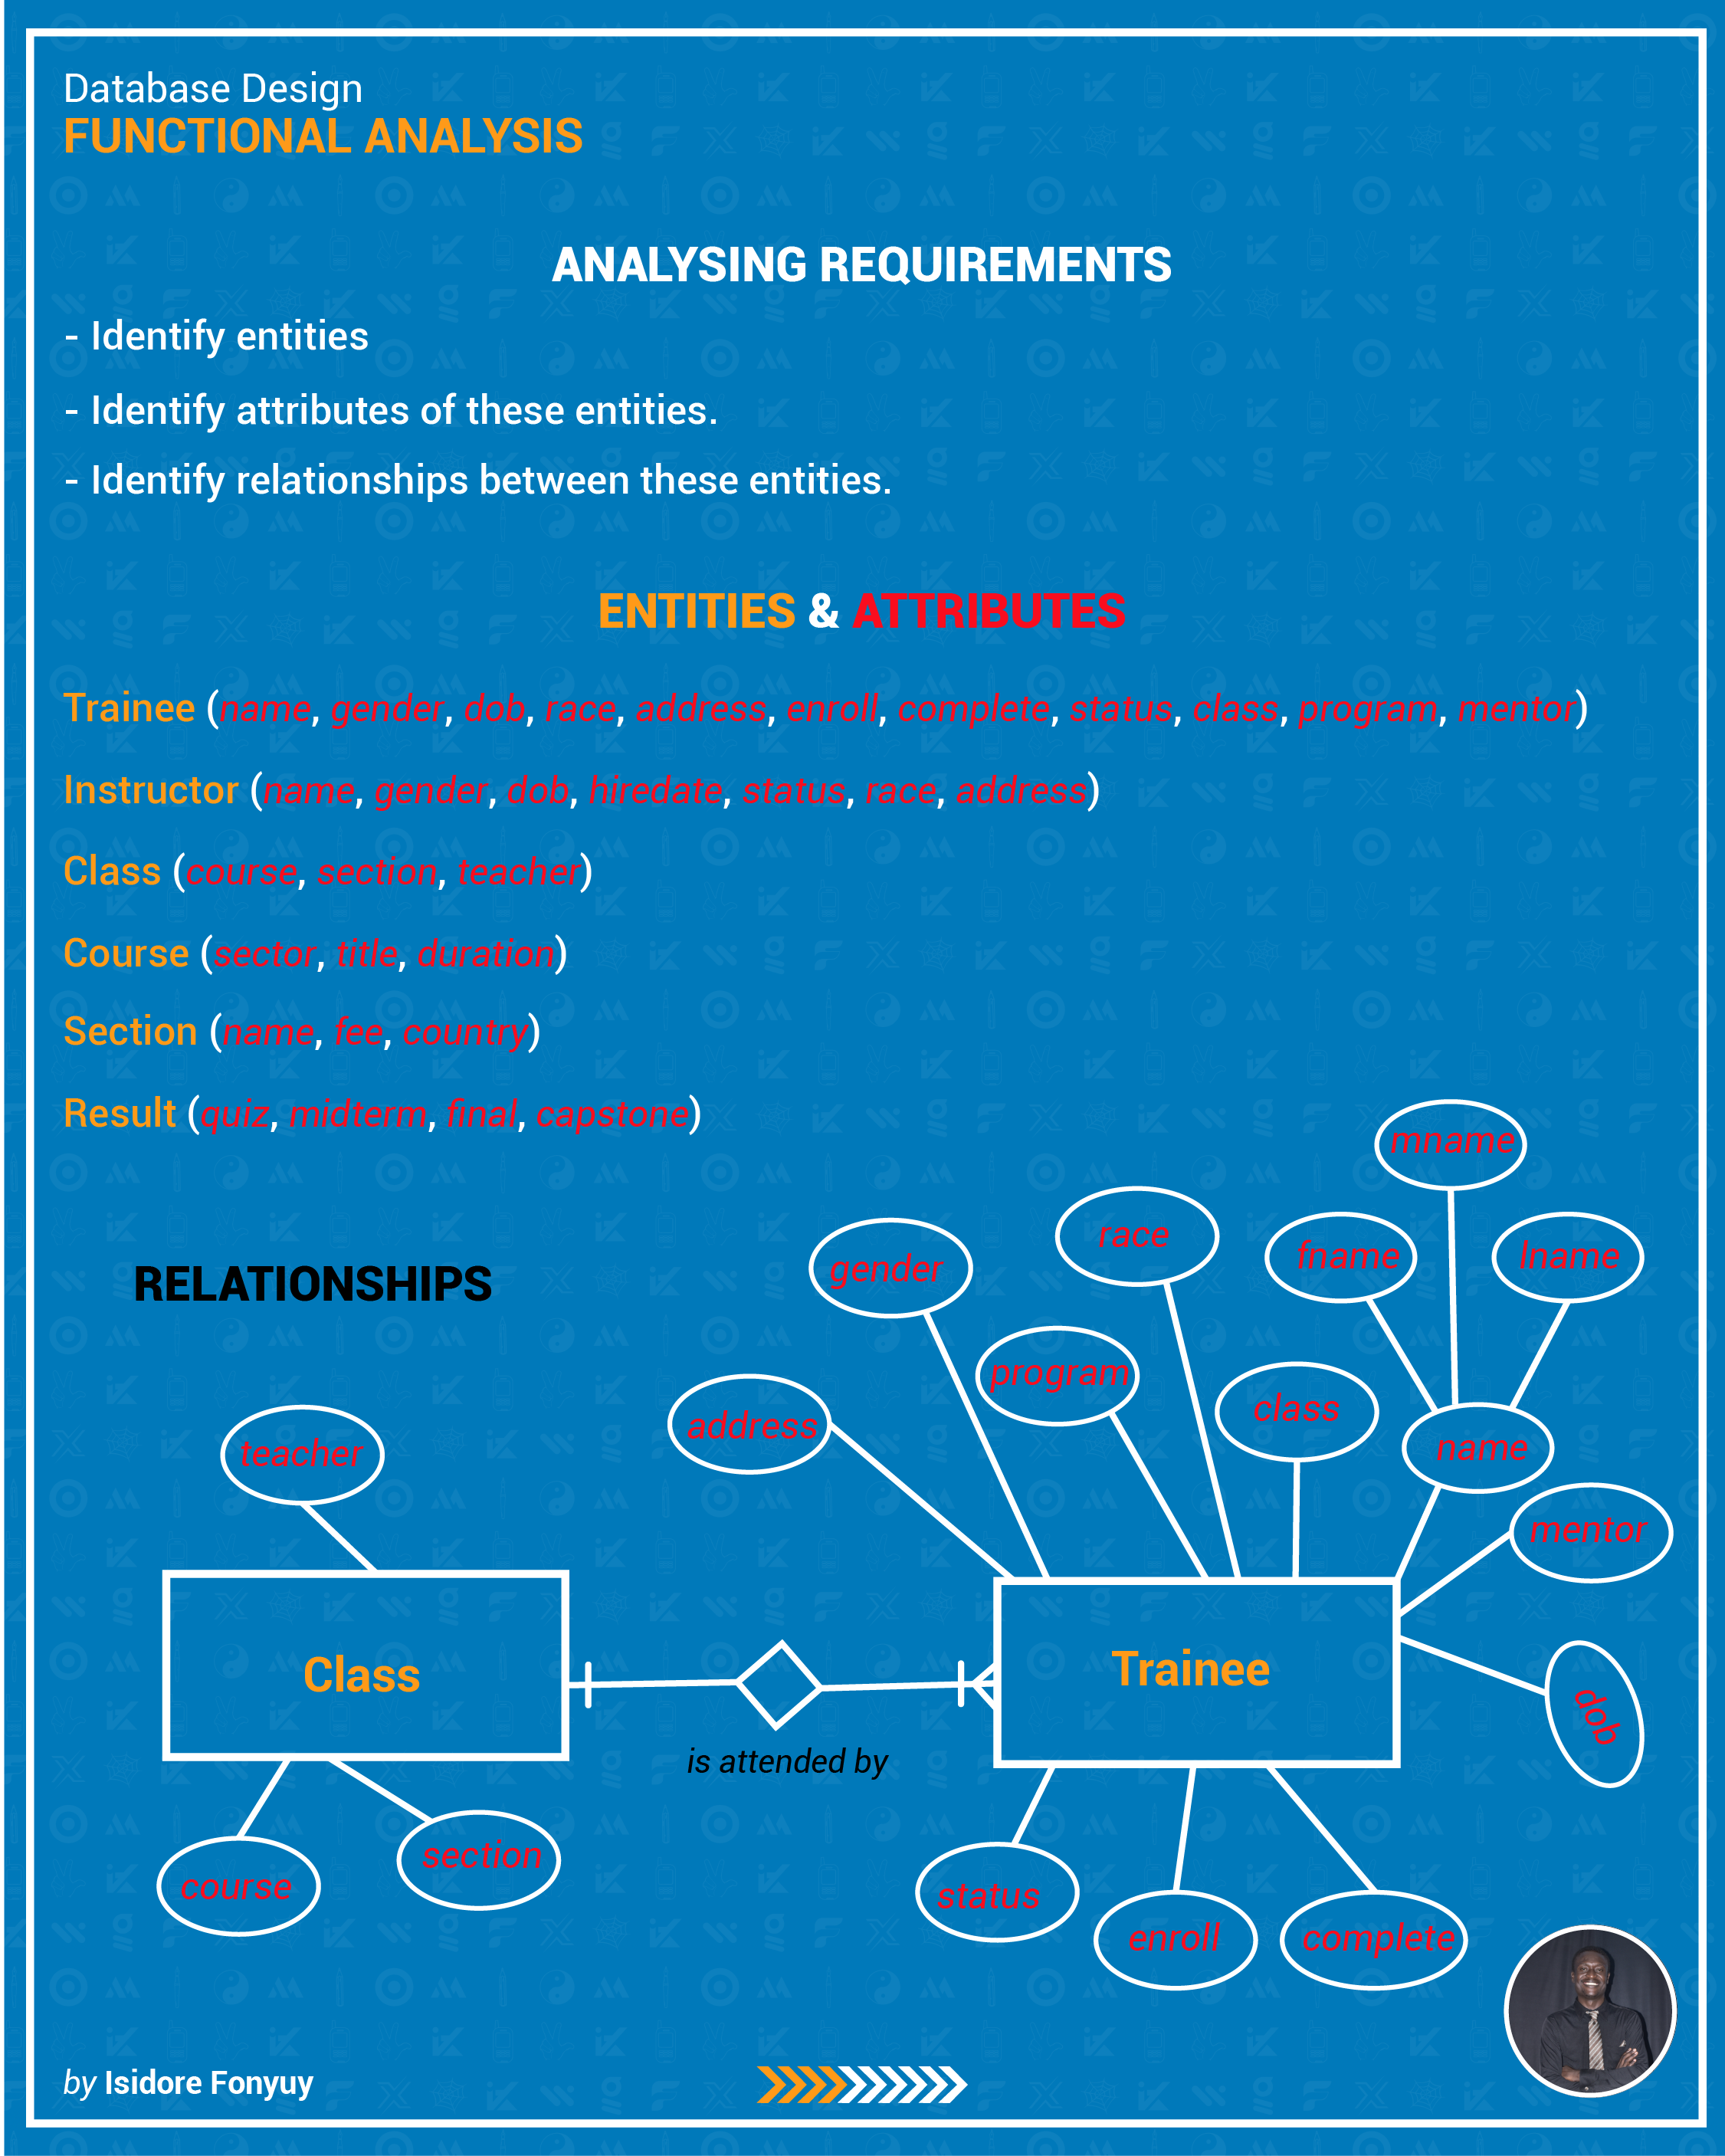 Database Design
FUNCTIONAL ANALYSIS
ANALYSING REQUIREMENTS
- Identify entities
- Identify attributes of these entities.
- Identify relationships between these entities.
ENTITIES & ATTRIBUTES
Trainee (name, gender, dob, race, address, enroll, complete, status, class, program, mentor)
Instructor (name, gender, dob, hiredate, status, race, address)
Class (course, section, teacher)
Course (sector, title, duration)
Section (name, fee, country)
Result (quiz, midterm, final, capstone)
RELATIONSHIPS
mname
race
fname
lname
gender
program
class
address
name
teacher
mentor
Class
Trainee
dob
is attended by
section
course
status
enroll
complete
by Isidore Fonyuy